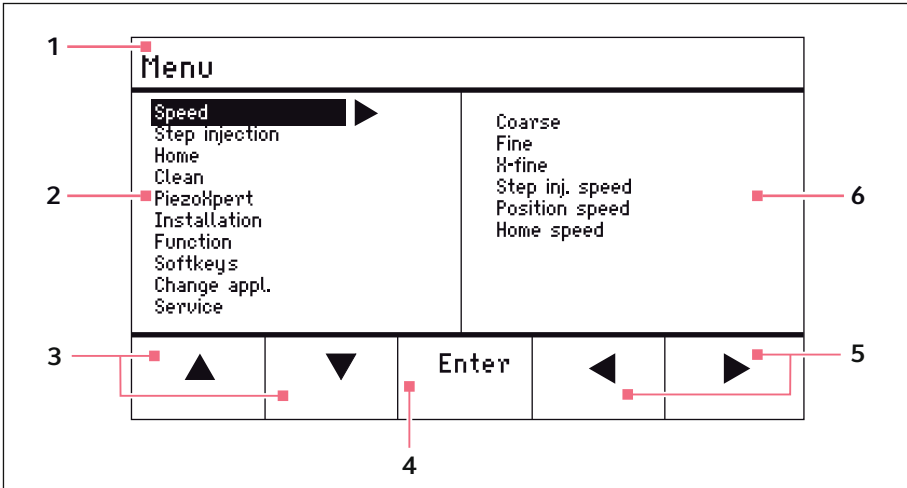 1
Menu
Speed
Step injection
Home
Clean
PiezoXpert
Installation
Function
Softkeys
Change appl.
Service
2
Coarse
Fine
X-fine
Step inj. speed
Position speed
Home speed
6
3
Enter
5
4